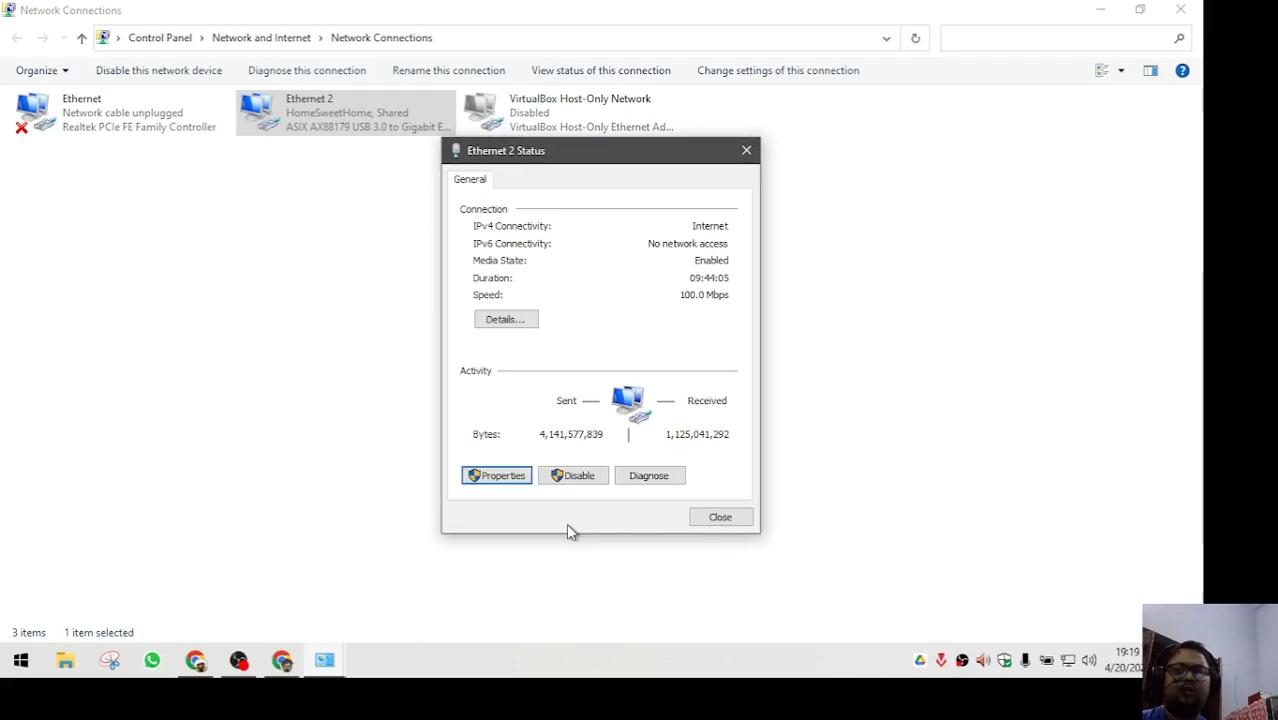 Network Connections
Control Panel > Network and Internet > Network Connections
Organize Disable this network device Diagnose this connection Rename this connection View status of this connection Change settings of this connection
Ethernet
Network cable unplugged
Realtek PCIe FE Family Controller
Ethernet 2
HomeSweetHome, Shared
ASIX AX88179 USB 3.0 to Gigabit E...
VirtualBox Host-Only Network
Disabled
VirtualBox Host-Only Ethernet Ad...
Ethernet 2 Status
General
Connection
IPv4 Connectivity: Internet
IPv6 Connectivity: No network access
Media State: Enabled
Duration: 09:44:05
Speed: 100.0 Mbps
Details...
Activity
Sent Received
Bytes: 4,141,577,839 1,125,041,292
Properties Disable Diagnose
Close
3 items 1 item selected
19:19
4/20/20